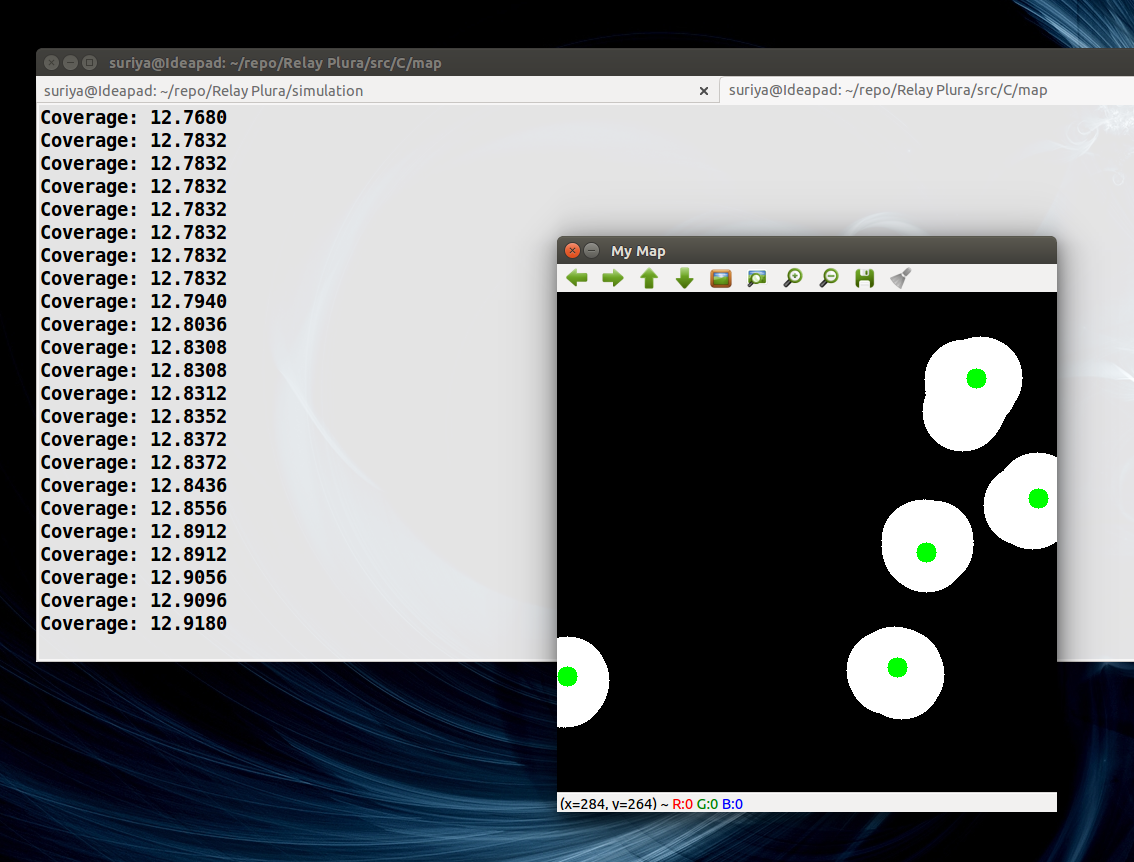 suriya@Ideapad: ~/repo/Relay Plura/src/C/map
suriya@Ideapad: ~/repo/Relay Plura/simulation
suriya@Ideapad: ~/repo/Relay Plura/src/C/map
Coverage: 12.7680
Coverage: 12.7832
Coverage: 12.7832
Coverage: 12.7832
Coverage: 12.7832
Coverage: 12.7832
Coverage: 12.7832
Coverage: 12.7832
Coverage: 12.7940
Coverage: 12.8036
Coverage: 12.8308
Coverage: 12.8308
Coverage: 12.8312
Coverage: 12.8352
Coverage: 12.8372
Coverage: 12.8372
Coverage: 12.8436
Coverage: 12.8556
Coverage: 12.8912
Coverage: 12.8912
Coverage: 12.9056
Coverage: 12.9096
Coverage: 12.9180
My Map
(x=284, y=264) ~ R:0 G:0 B:0